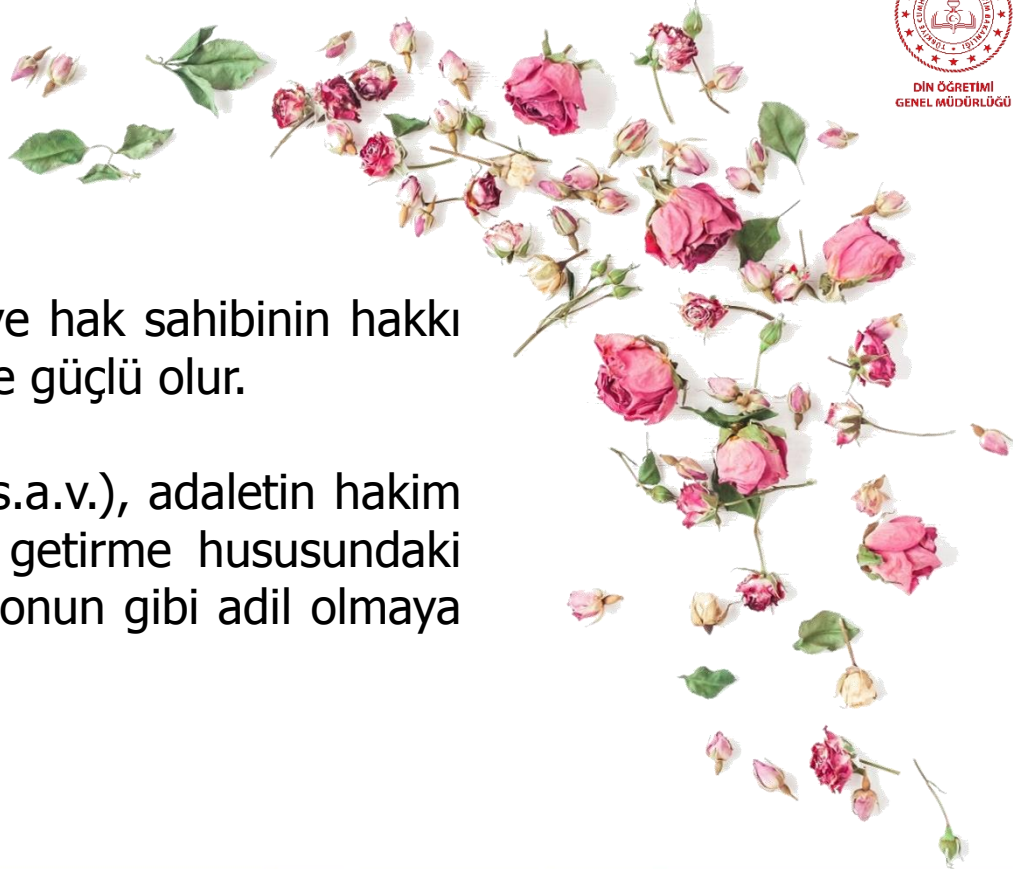 DİN ÖĞRETİMİ
GENEL MÜDÜRLÜĞÜ
ve hak sahibinin hakkı
e güçlü olur.
s.a.v.), adaletin hakim
getirme hususundaki
onun gibi adil olmaya